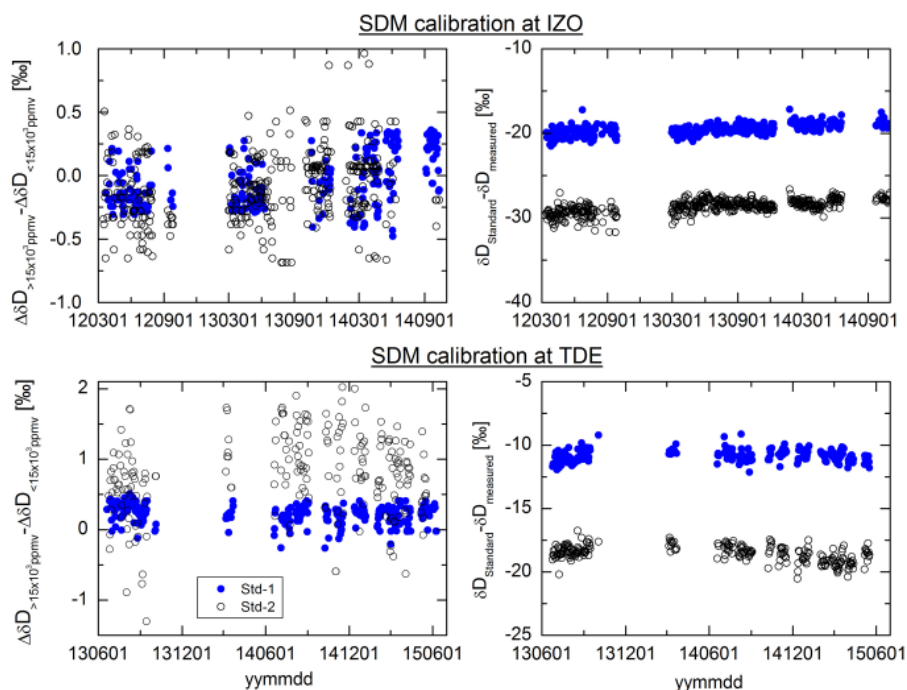 SDM calibration at IZO
ΔδD>15x10³ppmv-ΔδD<15x10³ppmv [‰]
1.0
0.5
0.0
-0.5
-1.0
120301 120901 130301 130901 140301 140901
δDStandard-δDmeasured [‰]
-10
-20
-30
-40
120301 120901 130301 130901 140301 140901
SDM calibration at TDE
ΔδD>15x10³ppmv-ΔδD<15x10³ppmv [‰]
2
1
0
-1
Std-1
Std-2
130601 131201 140601 141201 150601
yymmdd
δDStandard-δDmeasured [‰]
-5
-10
-15
-20
-25
130601 131201 140601 141201 150601
yymmdd